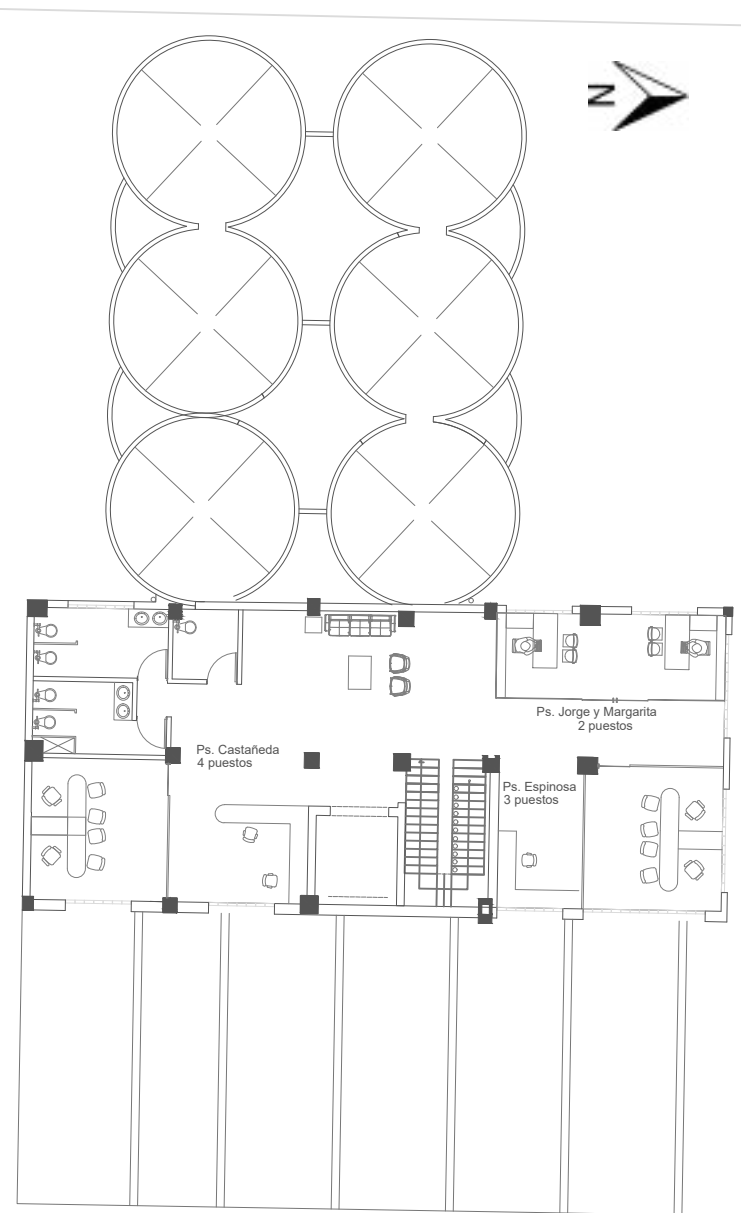 N
Ps. Jorge y Margarita
2 puestos
Ps. Castañeda
4 puestos
Ps. Espinosa
3 puestos